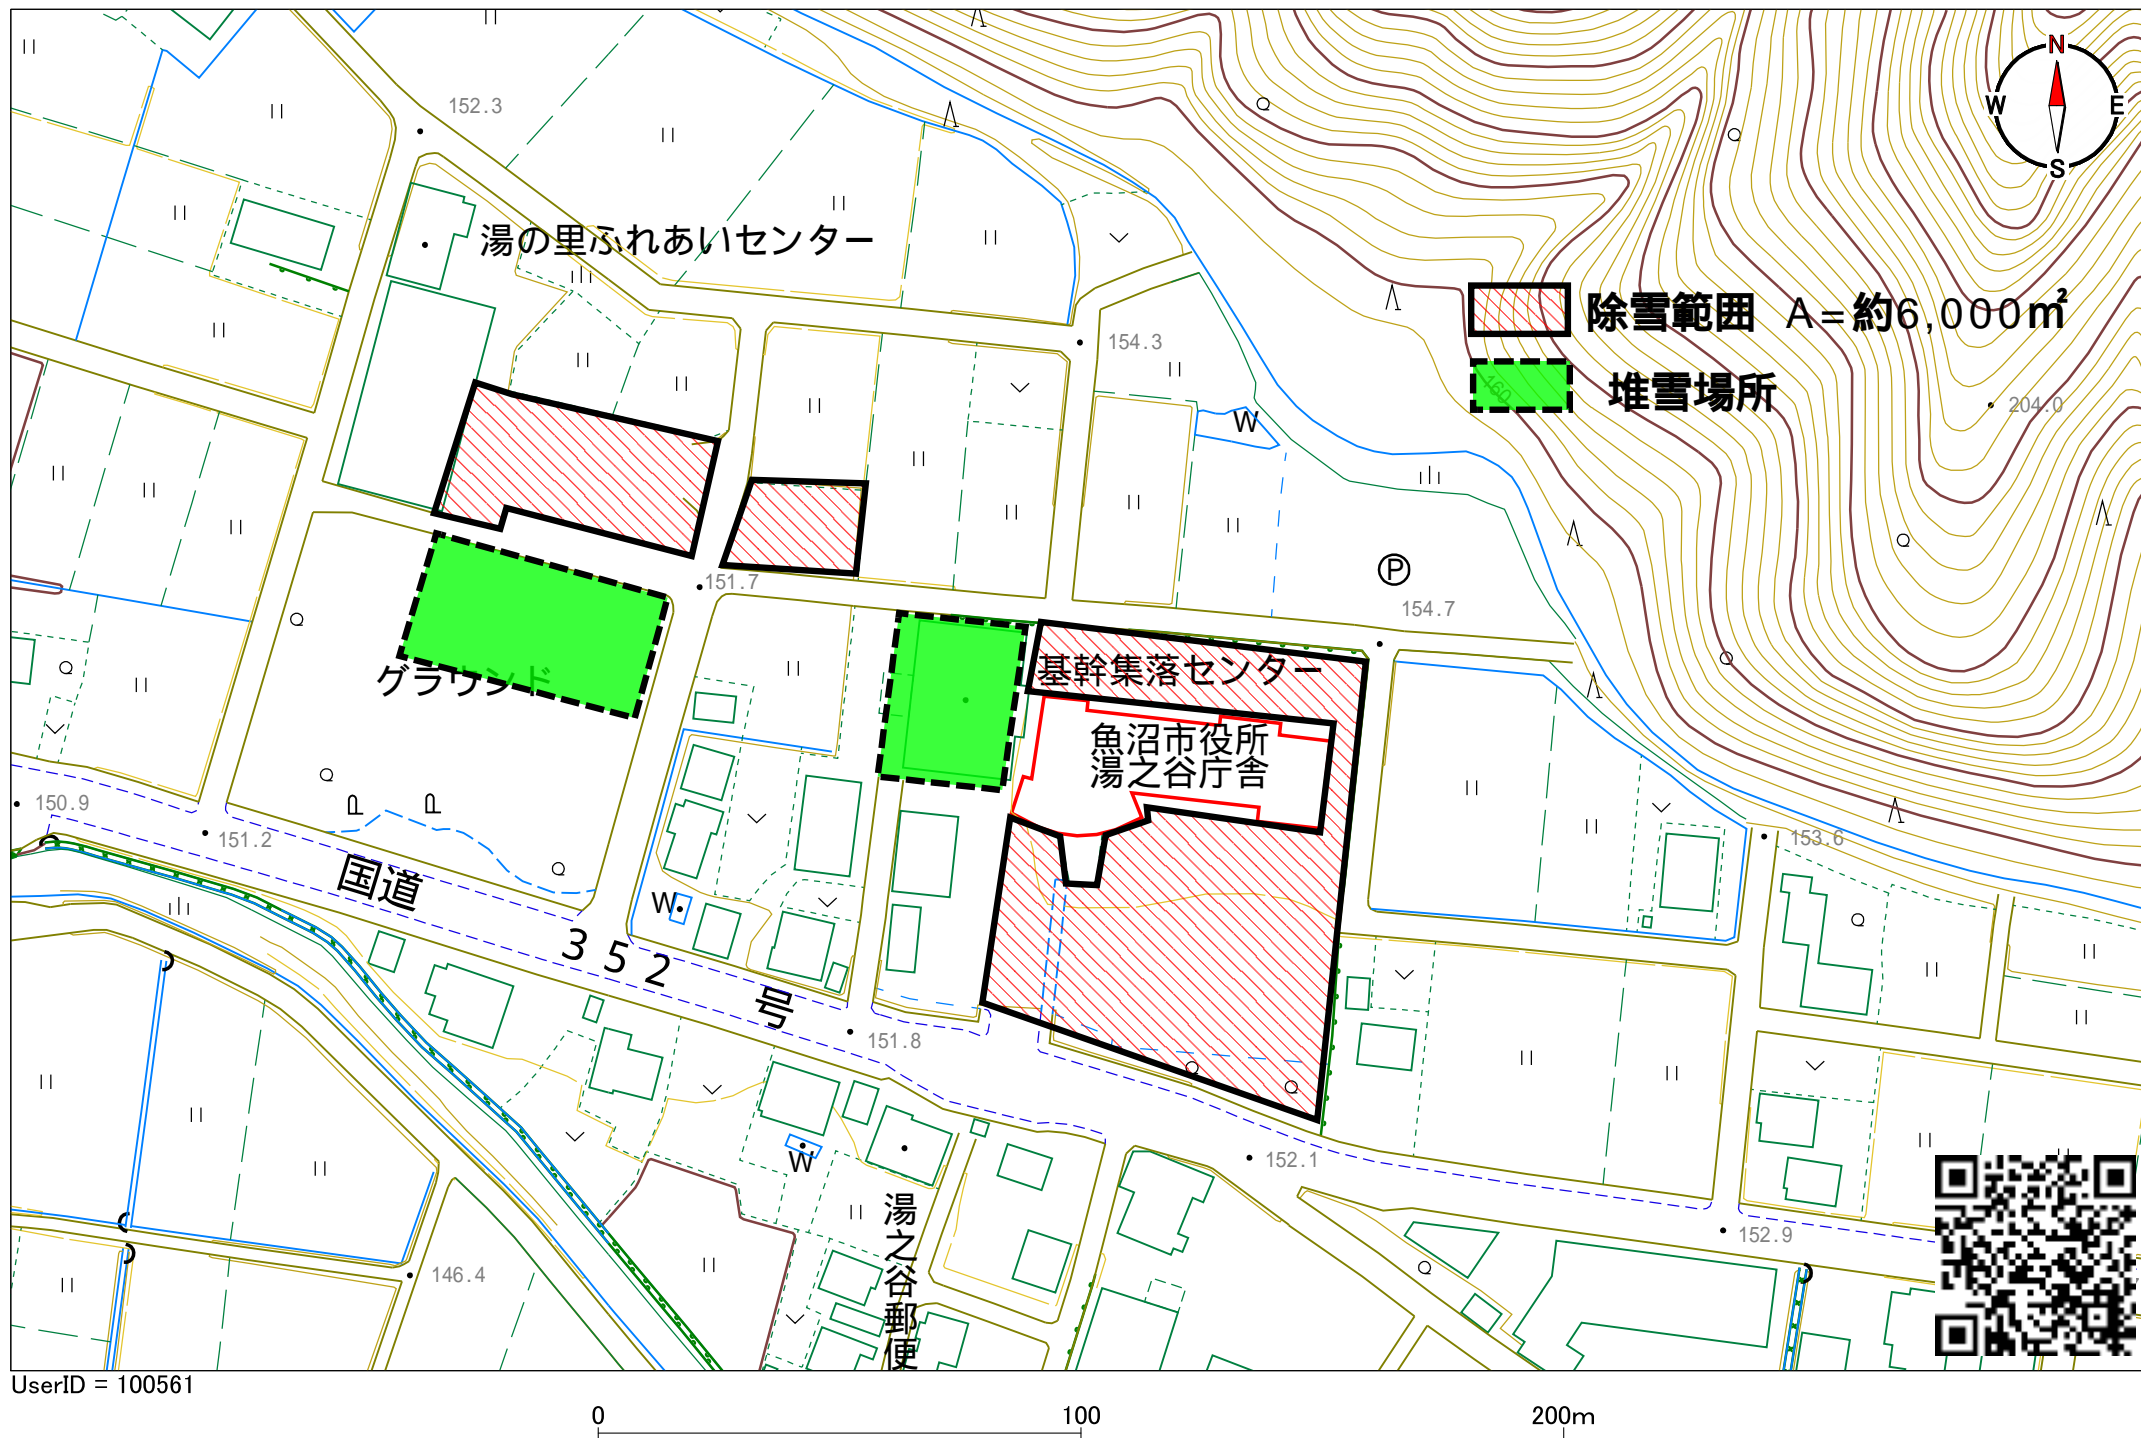 152.3
湯の里ふれあいセンター
N
W
E
S
除雪範囲 A=約6,000㎡
堆雪場所
160
204.0
154.3
W
151.7
P
154.7
グラウンド
基幹集落センター
魚沼市役所
湯之谷庁舎
150.9
151.2
国道
352
号
W
151.8
153.6
W
152.1
152.9
146.4
湯之谷郵便
UserID = 100561
0 100 200m